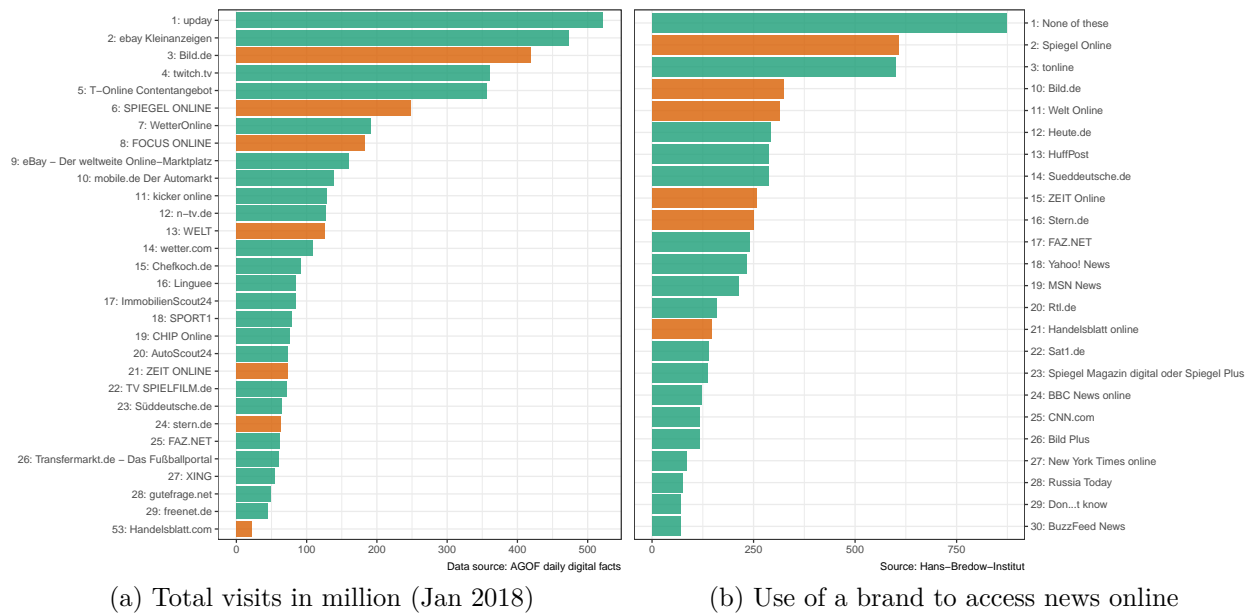 1: upday
2: ebay Kleinanzeigen
3: Bild.de
4: twitch.tv
5: T−Online Contentangebot
6: SPIEGEL ONLINE
7: WetterOnline
8: FOCUS ONLINE
9: eBay − Der weltweite Online−Marktplatz
10: mobile.de Der Automarkt
11: kicker online
12: n−tv.de
13: WELT
14: wetter.com
15: Chefkoch.de
16: Linguee
17: ImmobilienScout24
18: SPORT1
19: CHIP Online
20: AutoScout24
21: ZEIT ONLINE
22: TV SPIELFILM.de
23: Süddeutsche.de
24: stern.de
25: FAZ.NET
26: Transfermarkt.de − Das Fußballportal
27: XING
28: gutefrage.net
29: freenet.de
53: Handelsblatt.com
0 100 200 300 400 500
Data source: AGOF daily digital facts
(a) Total visits in million (Jan 2018)
1: None of these
2: Spiegel Online
3: tonline
10: Bild.de
11: Welt Online
12: Heute.de
13: HuffPost
14: Sueddeutsche.de
15: ZEIT Online
16: Stern.de
17: FAZ.NET
18: Yahoo! News
19: MSN News
20: Rtl.de
21: Handelsblatt online
22: Sat1.de
23: Spiegel Magazin digital oder Spiegel Plus
24: BBC News online
25: CNN.com
26: Bild Plus
27: New York Times online
28: Russia Today
29: Don...t know
30: BuzzFeed News
0 250 500 750
Source: Hans−Bredow−Institut
(b) Use of a brand to access news online